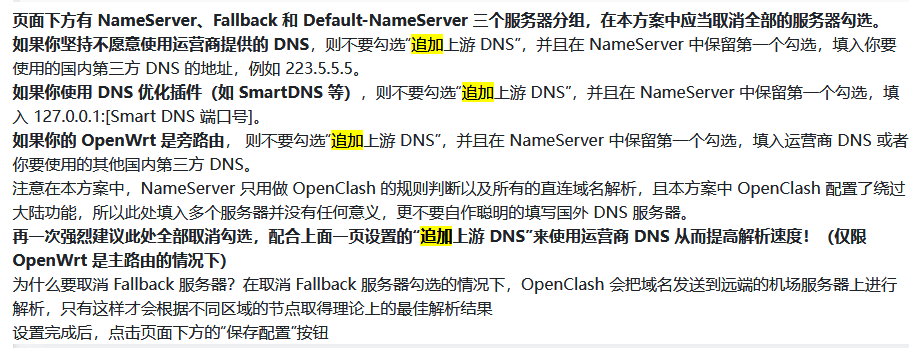 页面下方有 NameServer、Fallback 和 Default-NameServer 三个服务器分组，在本方案中应当取消全部的服务器勾选。
如果你坚持不愿意使用运营商提供的 DNS，则不要勾选“追加上游 DNS”，并且在 NameServer 中保留第一个勾选，填入你要
使用的国内第三方 DNS 的地址，例如 223.5.5.5。
如果你使用 DNS 优化插件（如 SmartDNS 等），则不要勾选“追加上游 DNS”，并且在 NameServer 中保留第一个勾选，填
入 127.0.0.1:[Smart DNS 端口号]。
如果你的 OpenWrt 是旁路由， 则不要勾选“追加上游 DNS”，并且在 NameServer 中保留第一个勾选，填入运营商 DNS 或者
你要使用的其他国内第三方 DNS。
注意在本方案中，NameServer 只用做 OpenClash 的规则判断以及所有的直连域名解析，且本方案中 OpenClash 配置了绕过
大陆功能，所以此处填入多个服务器并没有任何意义，更不要自作聪明的填写国外 DNS 服务器。
再一次强烈建议此处全部取消勾选，配合上面一页设置的“追加上游 DNS”来使用运营商 DNS 从而提高解析速度！（仅限
OpenWrt 是主路由的情况下）
为什么要取消 Fallback 服务器？在取消 Fallback 服务器勾选的情况下，OpenClash 会把域名发送到远端的机场服务器上进行
解析，只有这样才会根据不同区域的节点取得理论上的最佳解析结果
设置完成后，点击页面下方的“保存配置”按钮